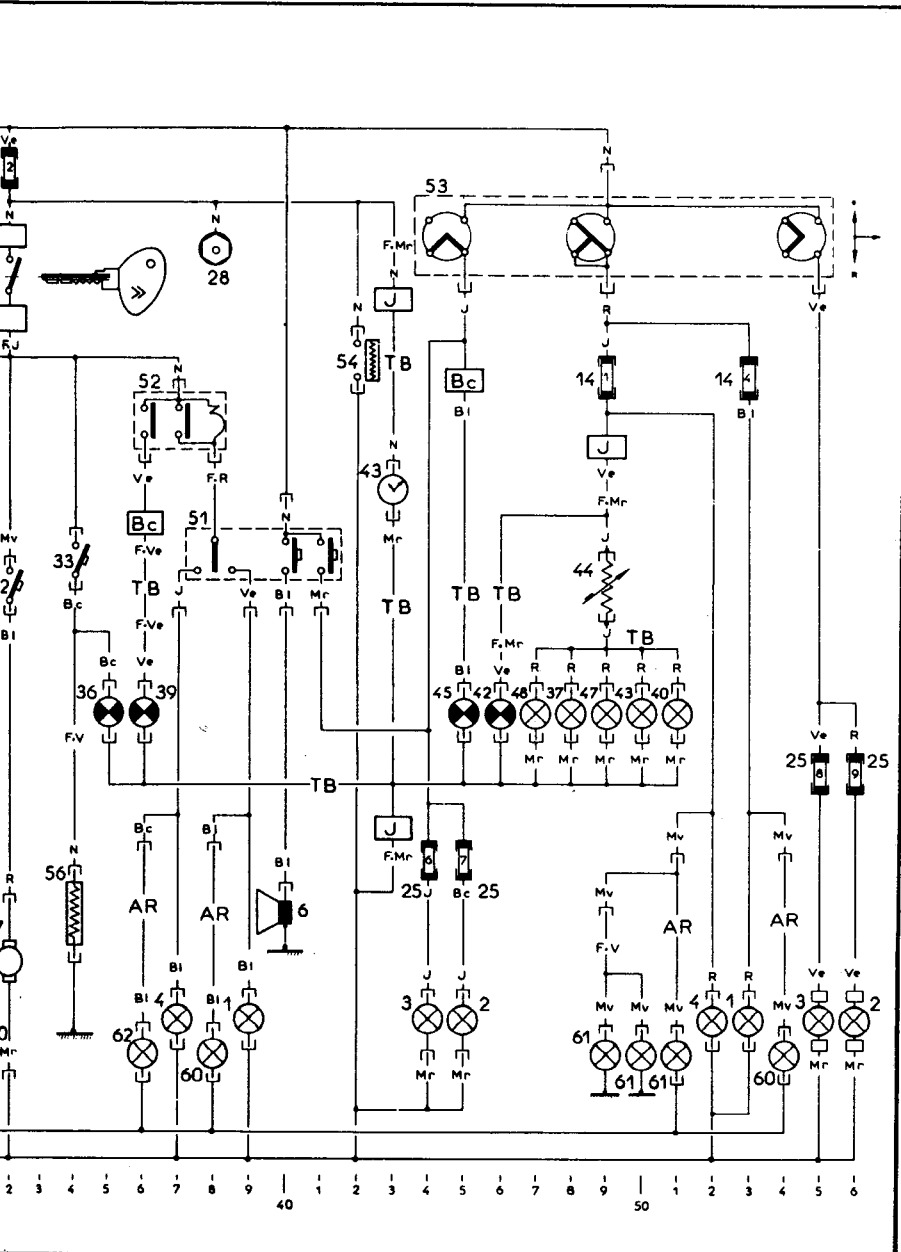 53
Ve
N
2
N
N
28
F.Mr
N
J
N
J
R
Ve
F.J
54
TB
J
14
1
14
4
52
N
Bc
Bl
Bl
J
N
43
Ve
F.R
Ve
F.Mr
Bc
51
N
Mv
F.Ve
Mr
J
33
44
2
TB
J
Ve
Bl
Mr
TB
TB
TB
Bc
Bl
F.Ve
J
TB
F.Mr
Bc
Ve
Bl
Ve
R
R
R
R
R
36
39
45
42
48
37
47
43
40
F.V
Ve
R
Mr
Mr
Mr
Mr
Mr
25
8
9
25
TB
J
Bc
Bl
Mv
Mv
N
F.Mr
6
7
56
Bl
25
J
Bc
25
R
Mv
AR
AR
6
AR
AR
F.V
Bl
Bl
J
J
R
R
Ve
Ve
Bl
4
Bl
1
3
2
Mv
Mv
Mv
4
1
Mv
3
2
62
60
61
61
61
60
0
Mr
Mr
Mr
Mr
Mr
2
3
4
5
6
7
8
9
40
1
2
3
4
5
6
7
8
9
50
1
2
3
4
5
6